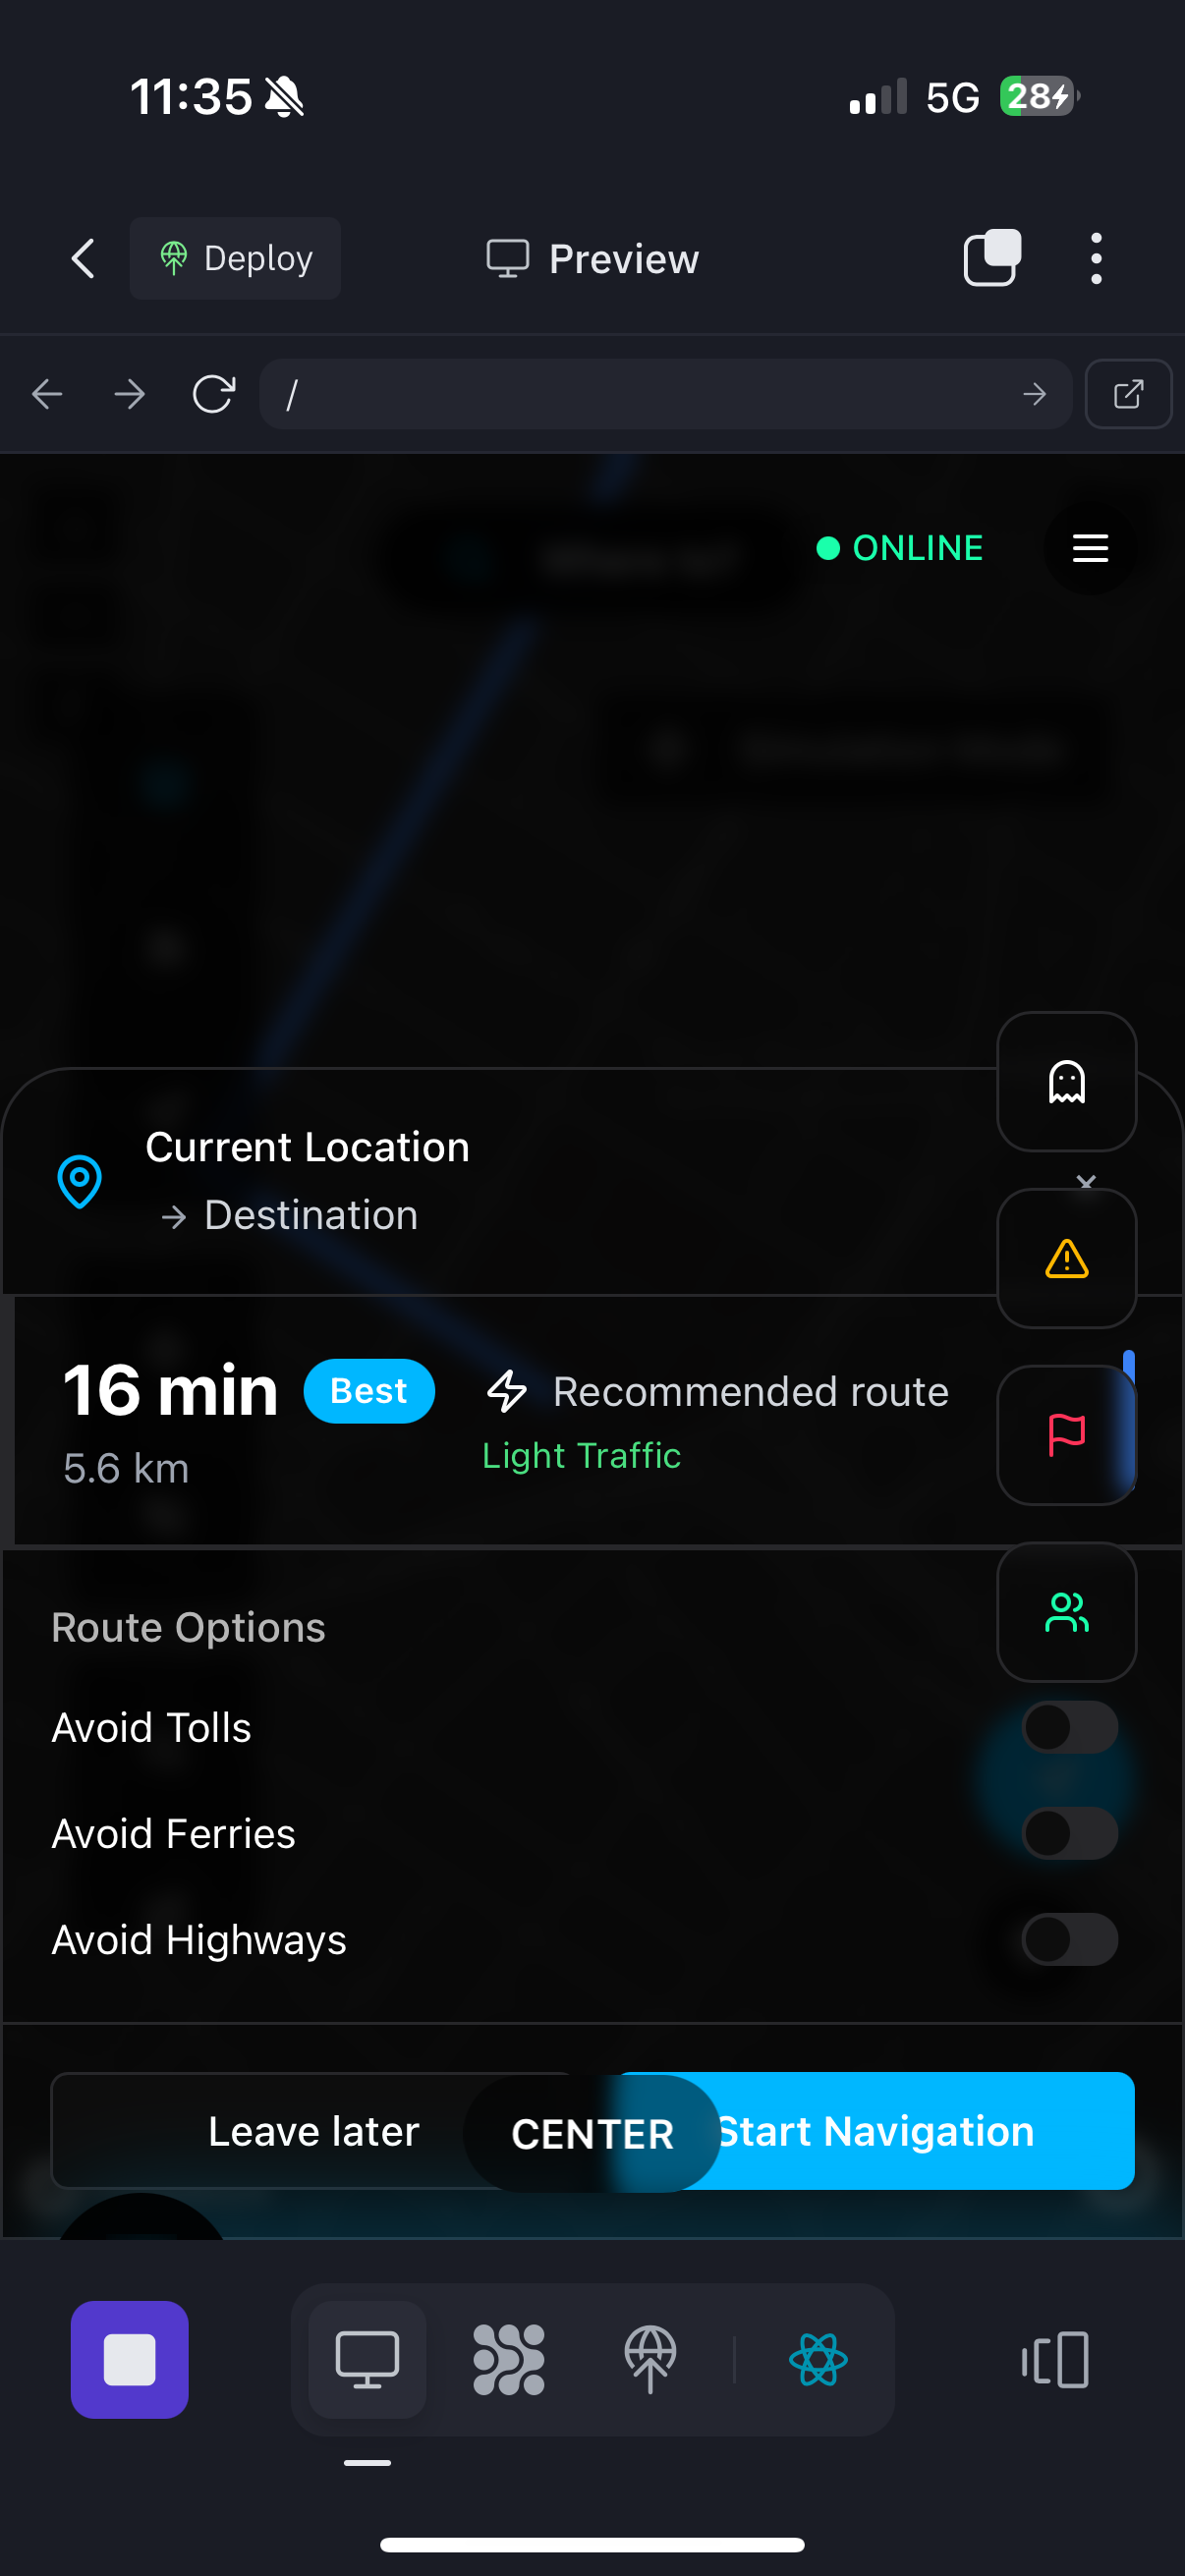 11:35
5G
28
Deploy
Preview
/
ONLINE
Current Location
→ Destination
16 min
Best
Recommended route
5.6 km
Light Traffic
Route Options
Avoid Tolls
Avoid Ferries
Avoid Highways
Leave later
CENTER
Start Navigation